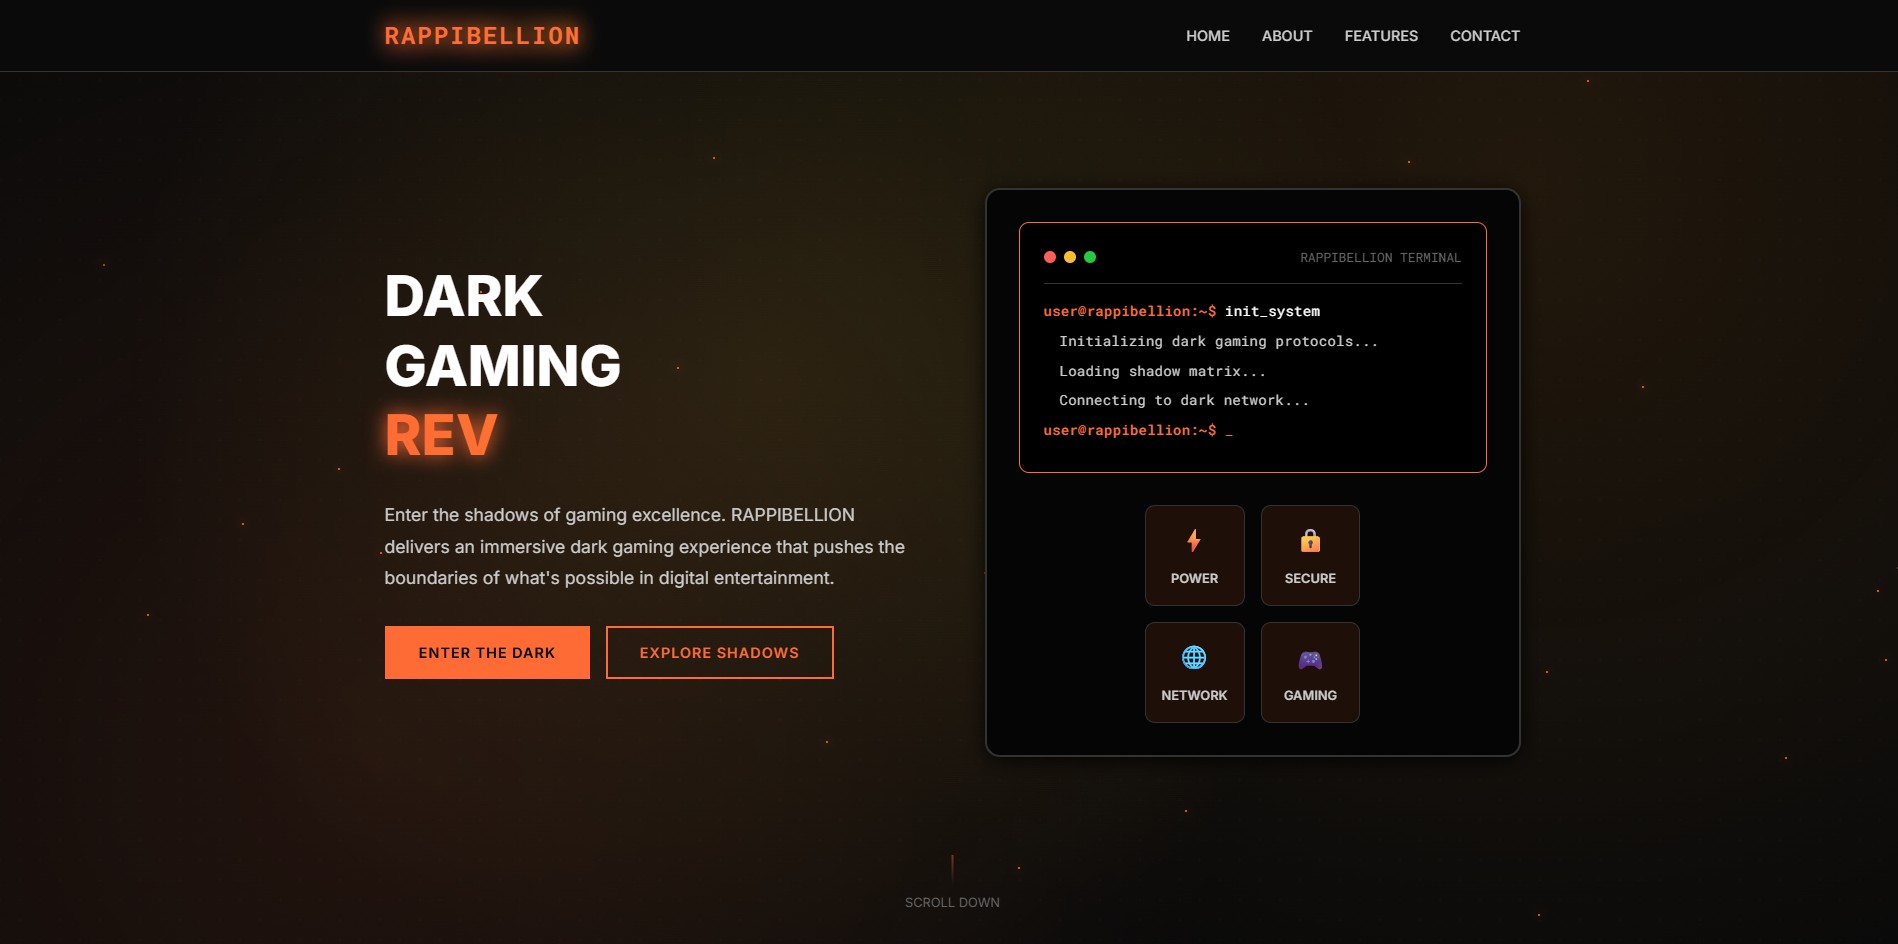 RAPPIBELLION
HOME ABOUT FEATURES CONTACT
DARK
GAMING
REV
Enter the shadows of gaming excellence. RAPPIBELLION
delivers an immersive dark gaming experience that pushes the
boundaries of what's possible in digital entertainment.
ENTER THE DARK
EXPLORE SHADOWS
RAPPIBELLION TERMINAL
user@rappibellion:~$ init_system
Initializing dark gaming protocols...
Loading shadow matrix...
Connecting to dark network...
user@rappibellion:~$ _
POWER
SECURE
NETWORK
GAMING
SCROLL DOWN